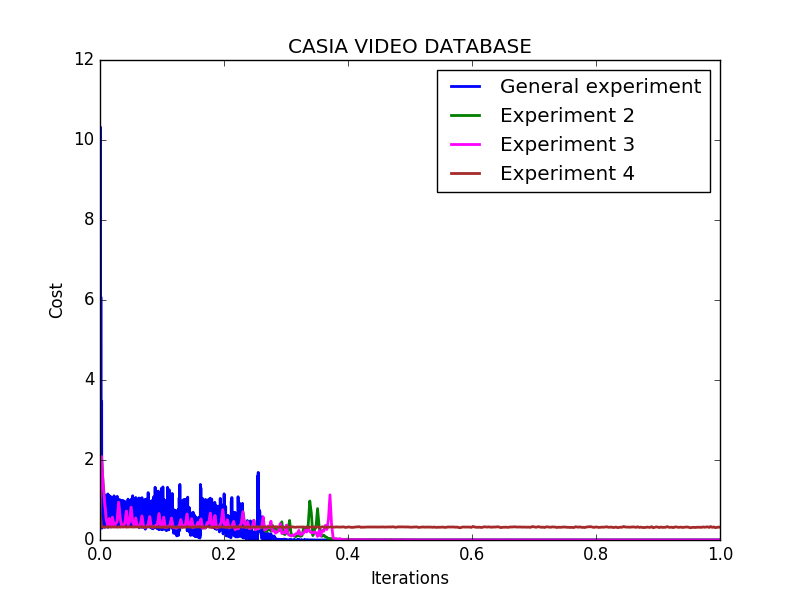 CASIA VIDEO DATABASE
12
10
8
6
4
2
0
Cost
General experiment
Experiment 2
Experiment 3
Experiment 4
0.0 0.2 0.4 0.6 0.8 1.0
Iterations